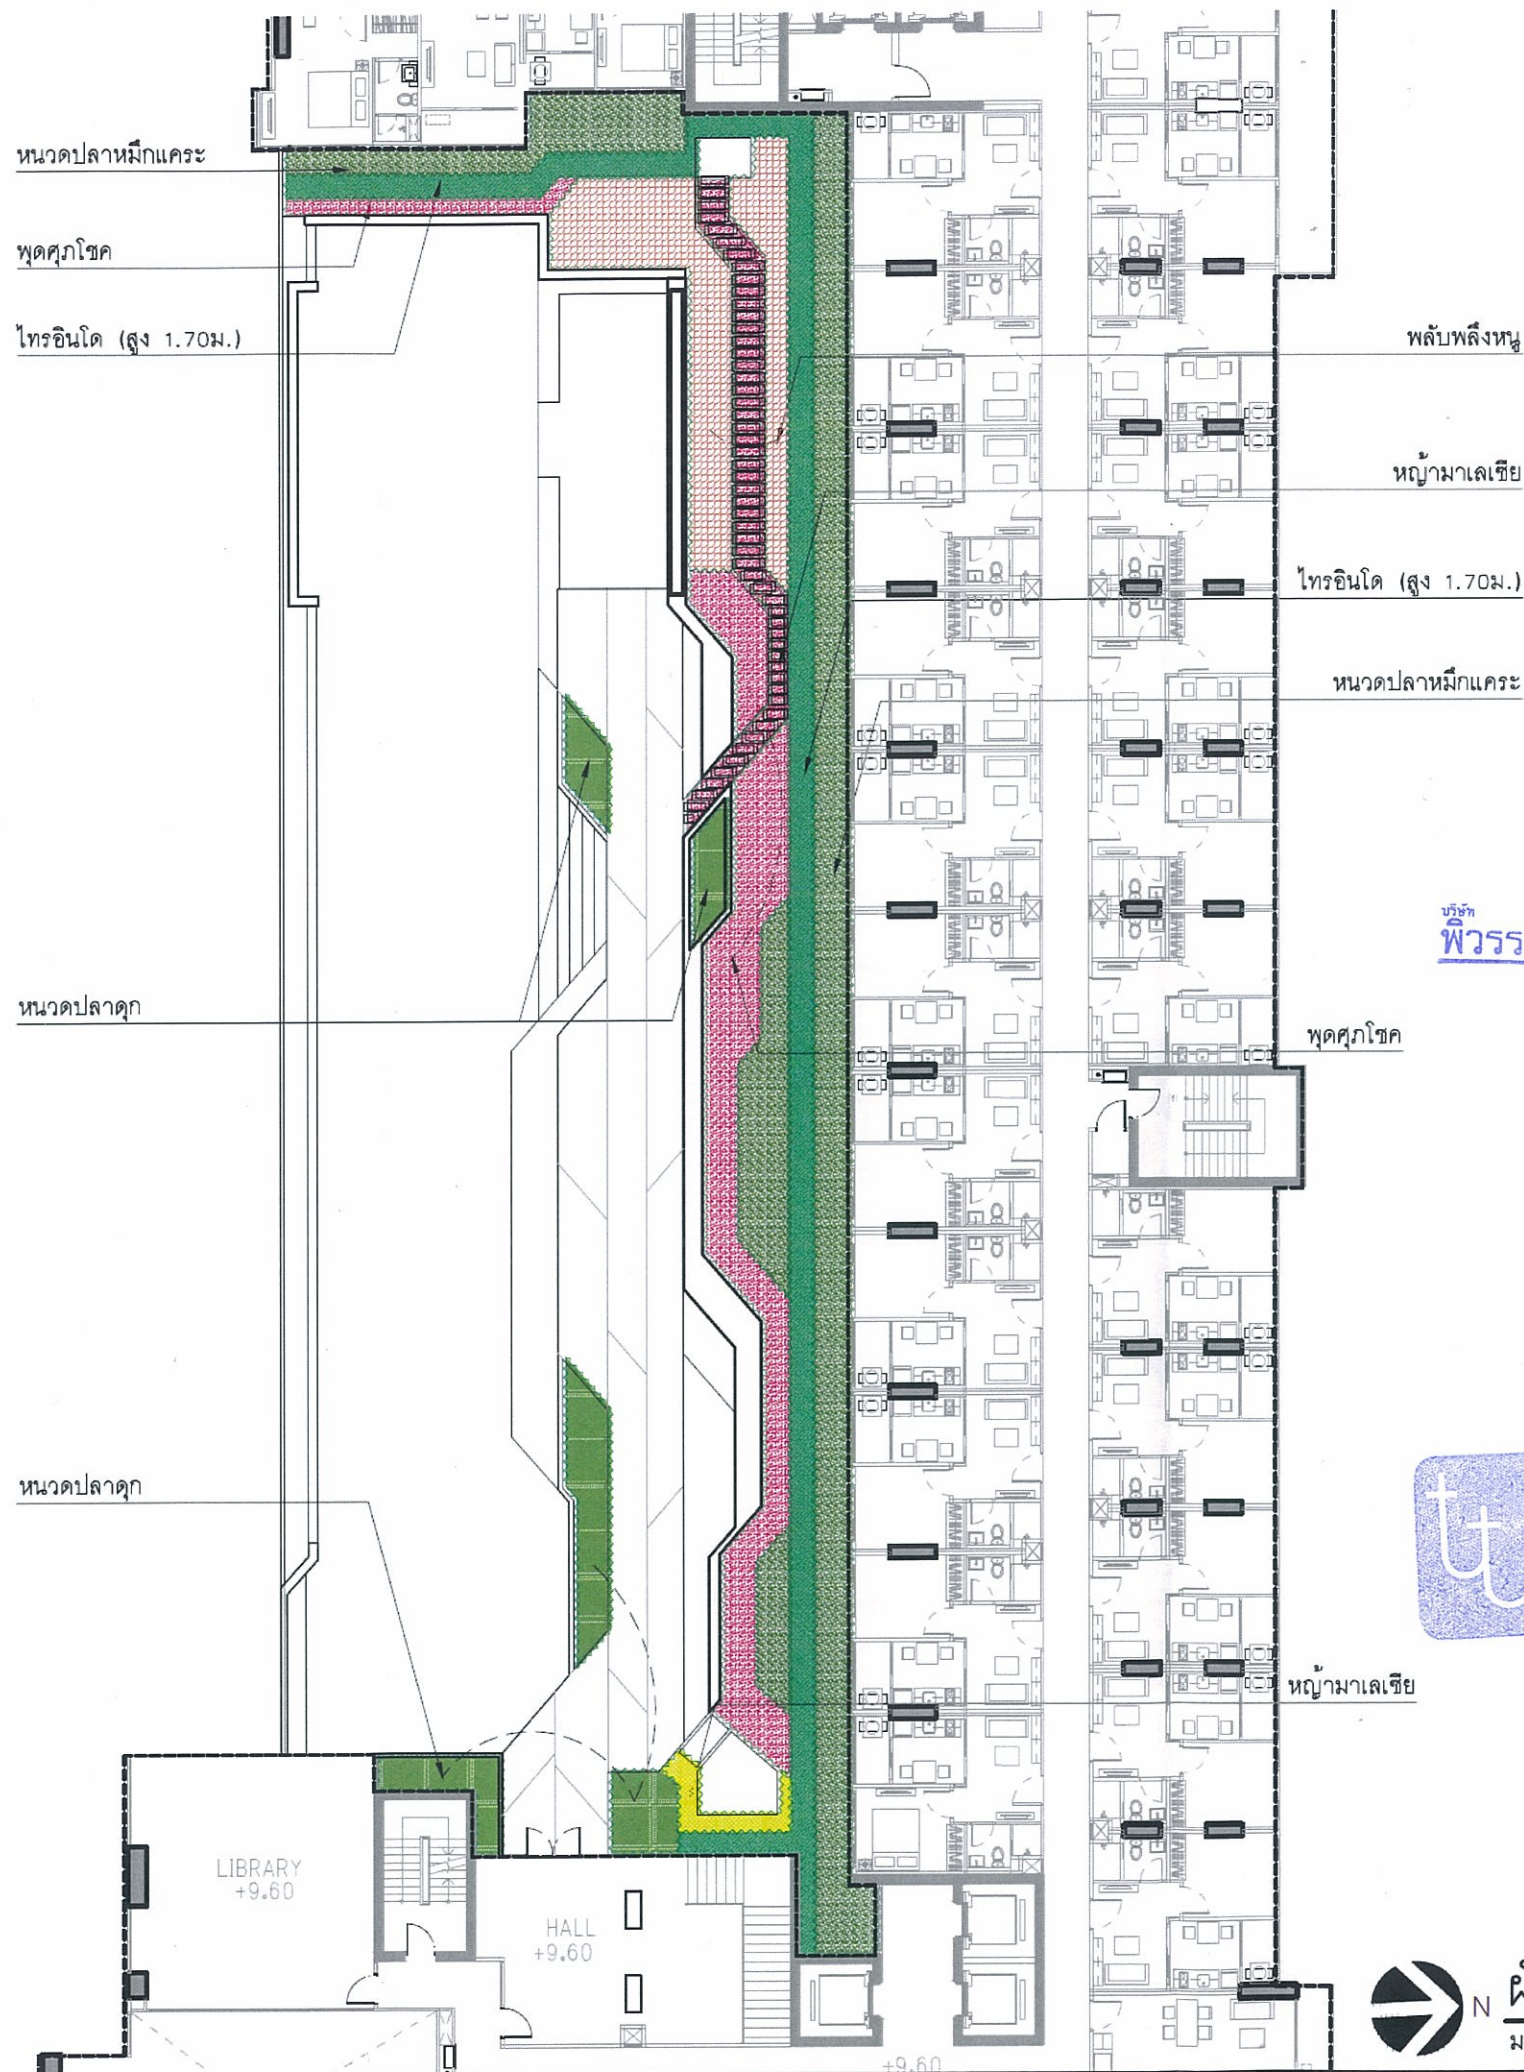 หนวดปลาหมึกแคระ
พุดศุภโชค
ไทรอินโด (สูง 1.70ม.)
พลับพลึงหนู
หญ้ามาเลเซีย
ไทรอินโด (สูง 1.70ม.)
หนวดปลาหมึกแคระ
บริษัท
หนวดปลาดุก
พุดศุภโชค
หนวดปลาดุก
หญ้ามาเลเซีย
LIBRARY
+9.60
HALL
+9.60
N
+9.60